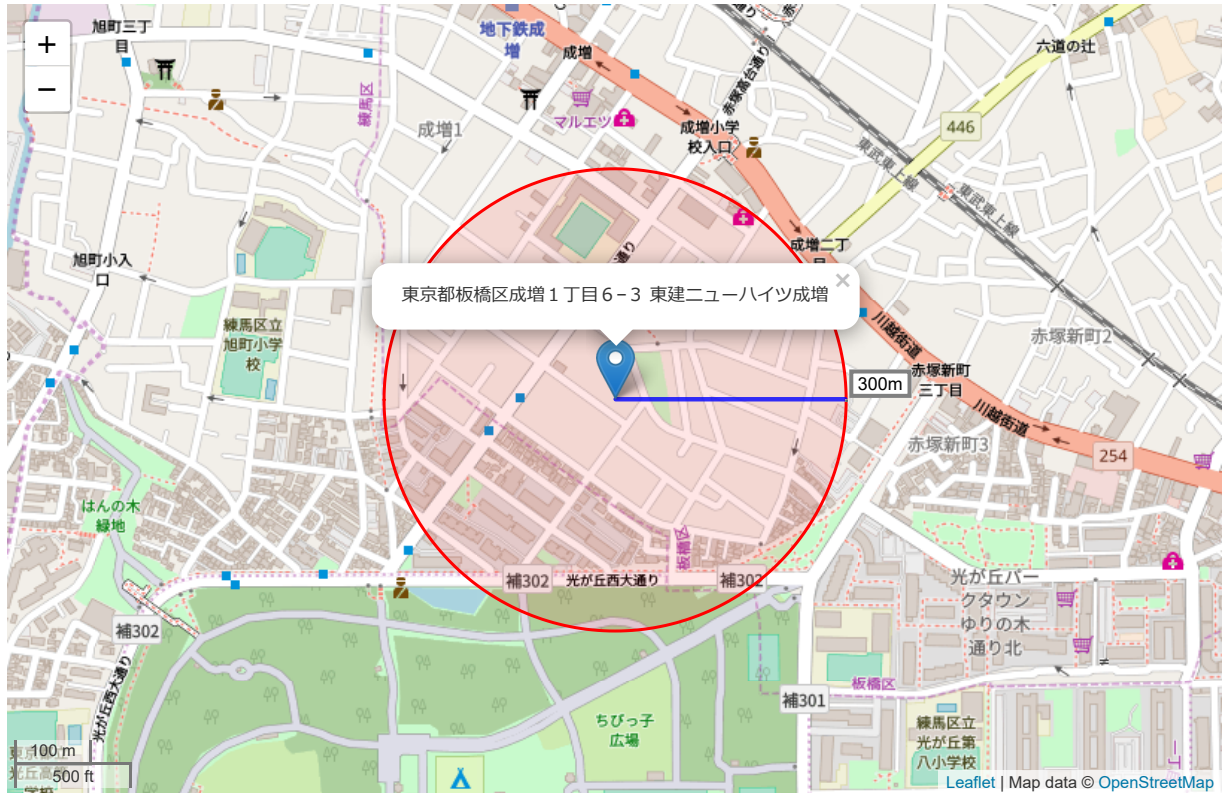 +
−
旭町三丁
目
地下鉄成
増
成増
六道の辻
練馬区
マルエツ
成増1
赤塚高台通り
成増小学
校入口
446
東武東上線
東武東上線
成増二丁
通り
旭町小入
口
×
東京都板橋区成増１丁目６−３ 東建ニューハイツ成増
練馬区立
旭町小学
校
川越街道
赤塚新町2
赤塚新町
三丁目
300m
川越街道
赤塚新町3
254
はんの木
緑地
板橋区
補302
光が丘西大通り
補302
光が丘パー
クタウン
ゆりの木
通り北
補302
光が丘西大通り
板橋区
補301
ちびっ子
広場
練馬区立
光が丘第
八小学校
100 m
500 ft
Leaflet | Map data © OpenStreetMap